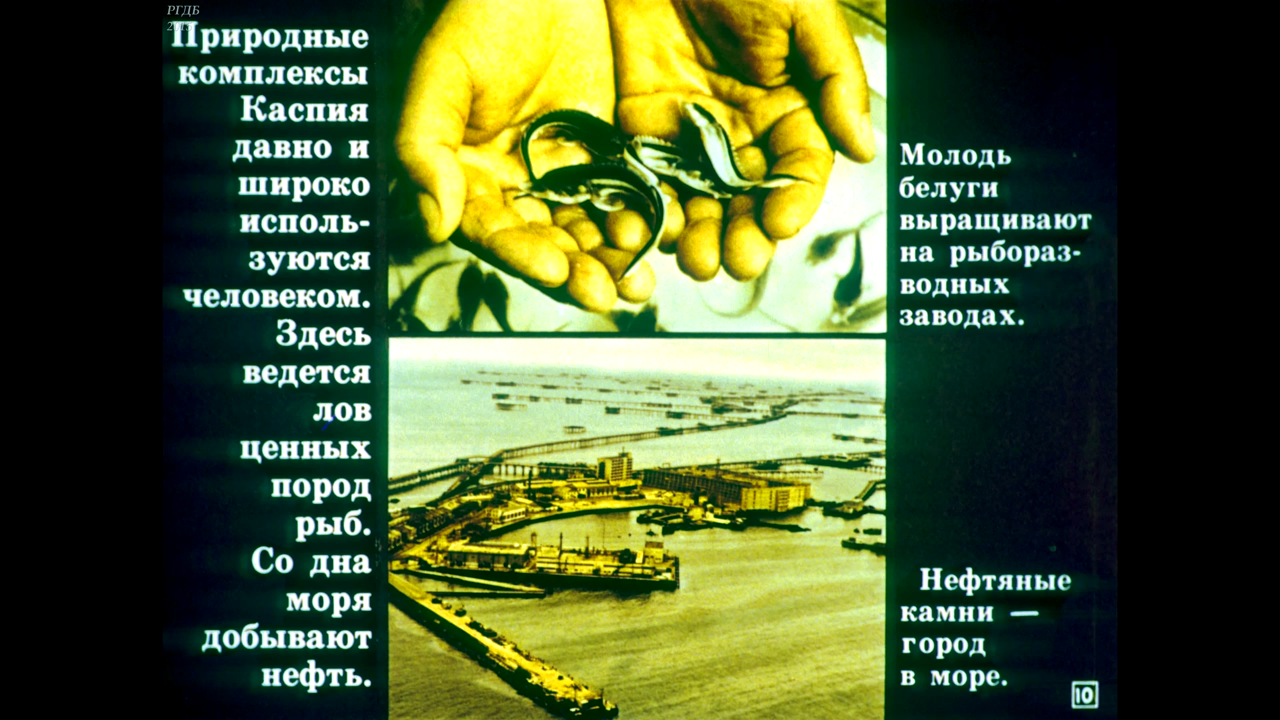 РГДБ
Природные
комплексы
Каспия
давно и
широко
исполь-
зуются
человеком.
Здесь
ведется
лов
ценных
пород
рыб.
Со дна
моря
добывают
нефть.
Молодь
белуги
выращивают
на рыбораз-
водных
заводах.
Нефтяные
камни —
город
в море.
10